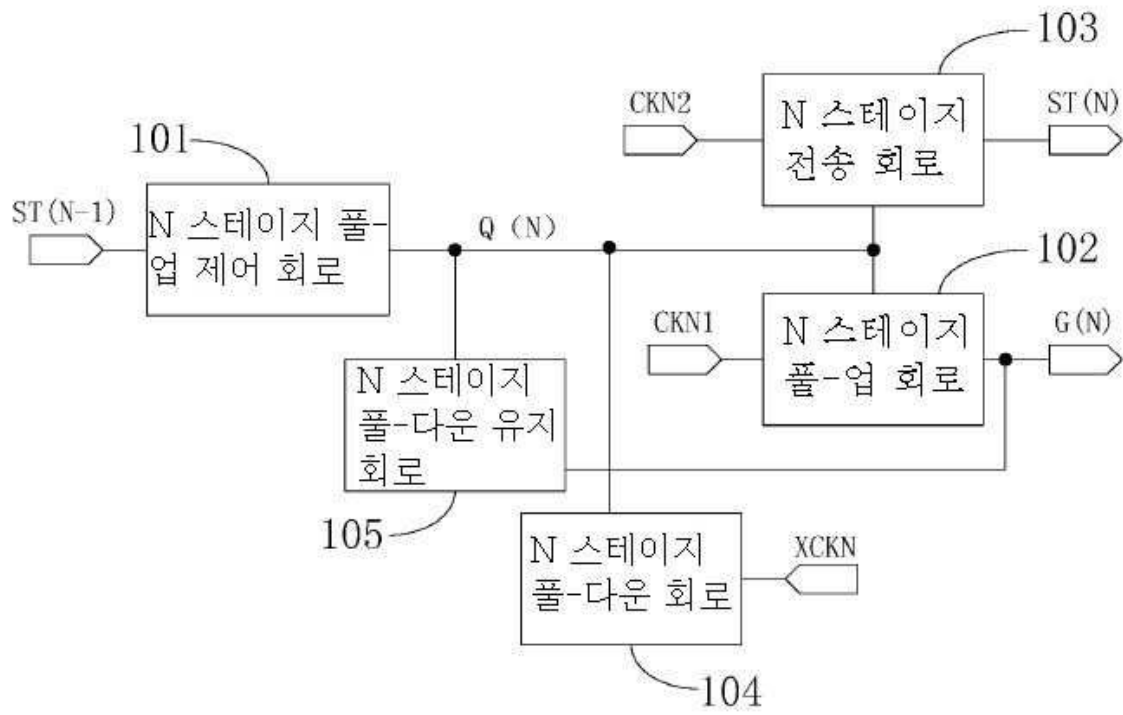 103
CKN2
N 스테이지
전송 회로
ST(N)
101
ST(N-1)
N 스테이지 풀-
업 제어 회로
Q (N)
102
CKN1
N 스테이지
풀-업 회로
G(N)
N 스테이지
풀-다운 유지
회로
105
N 스테이지
풀-다운 회로
XCKN
104